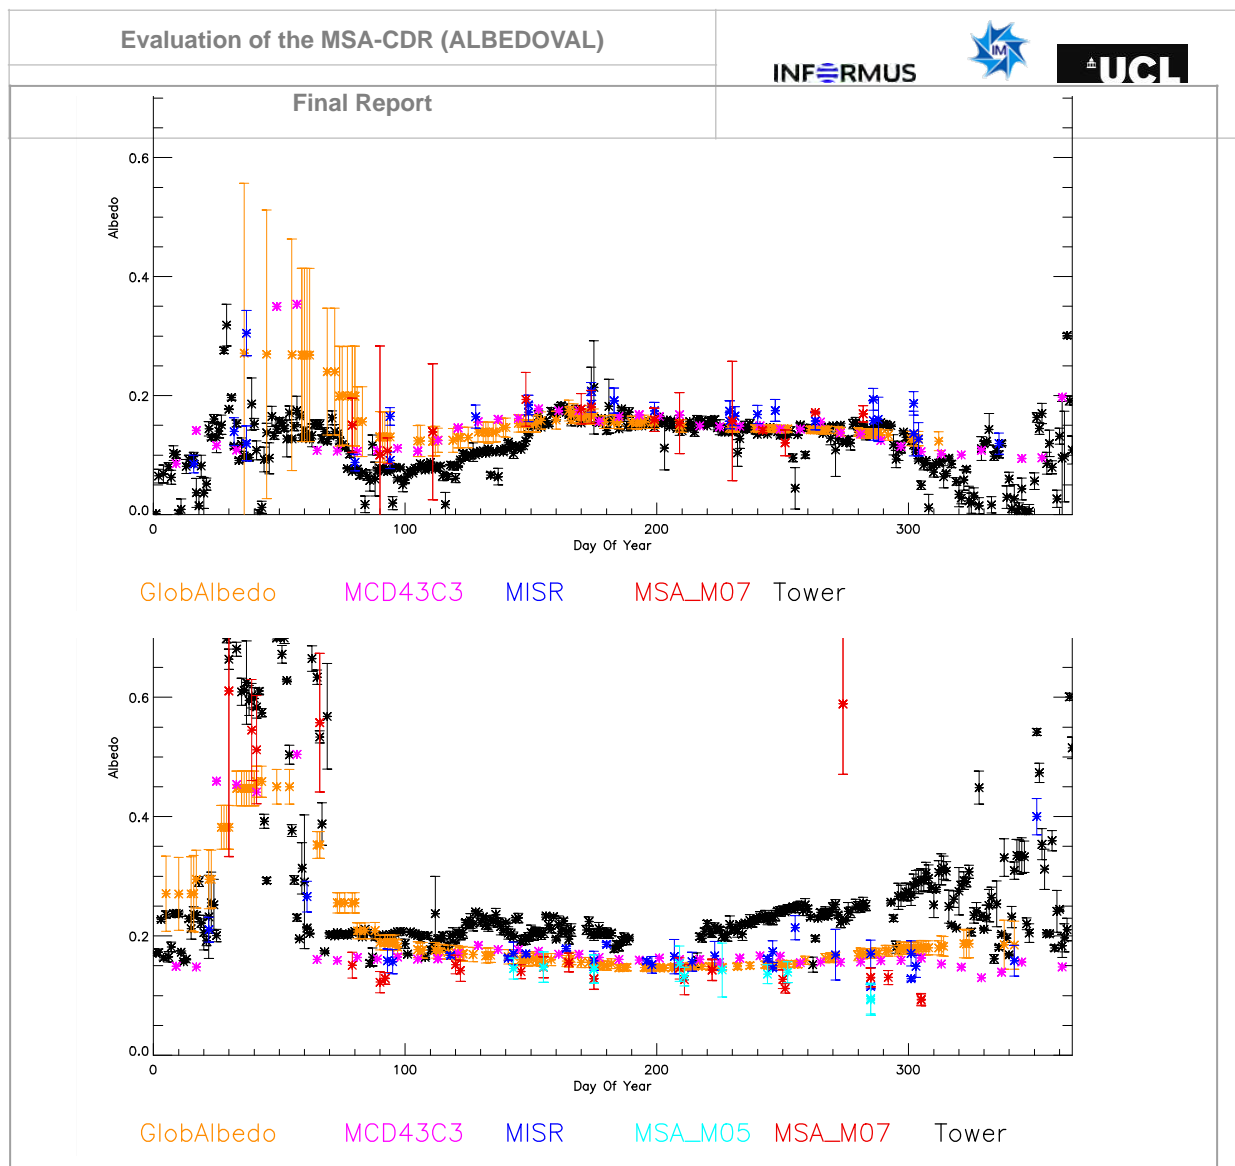 Evaluation of the MSA-CDR (ALBEDOVAL)
INFORMUS
IM
UCL
Final Report
0.6
0.4
0.2
0.0
Albedo
0 100 200 300
Day Of Year
GlobAlbedo MCD43C3 MISR MSA_M07 Tower
0.6
0.4
0.2
0.0
Albedo
0 100 200 300
Day Of Year
GlobAlbedo MCD43C3 MISR MSA_M05 MSA_M07 Tower